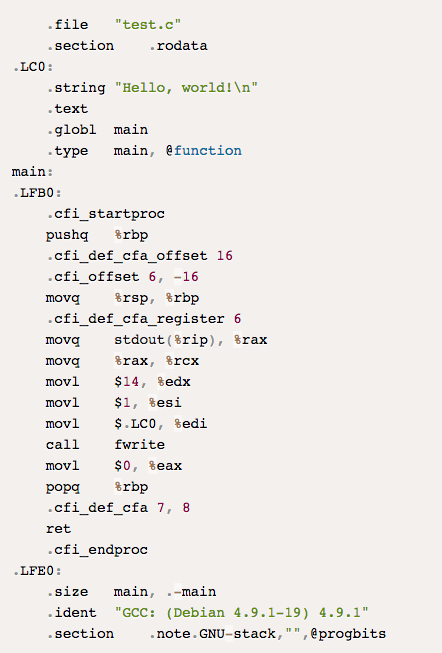 .file "test.c"
.section .rodata
.LC0:
.string "Hello, world!\n"
.text
.globl main
.type main, @function
main:
.LFB0:
.cfi_startproc
pushq %rbp
.cfi_def_cfa_offset 16
.cfi_offset 6, -16
movq %rsp, %rbp
.cfi_def_cfa_register 6
movq stdout(%rip), %rax
movq %rax, %rcx
movl $14, %edx
movl $1, %esi
movl $.LC0, %edi
call fwrite
movl $0, %eax
popq %rbp
.cfi_def_cfa 7, 8
ret
.cfi_endproc
.LFE0:
.size main, .-main
.ident "GCC: (Debian 4.9.1-19) 4.9.1"
.section .note.GNU-stack,"",@progbits